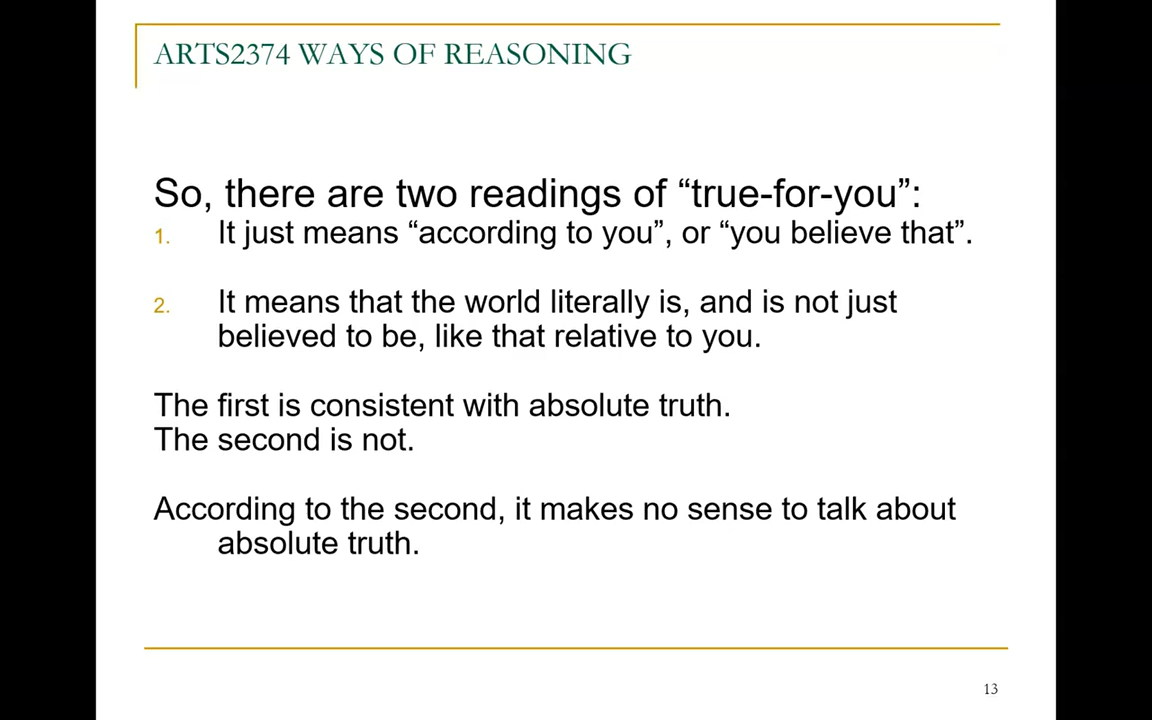 ARTS2374 WAYS OF REASONING
So, there are two readings of “true-for-you”:
1. It just means “according to you”, or “you believe that”.
2. It means that the world literally is, and is not just
believed to be, like that relative to you.
The first is consistent with absolute truth.
The second is not.
According to the second, it makes no sense to talk about
absolute truth.
13